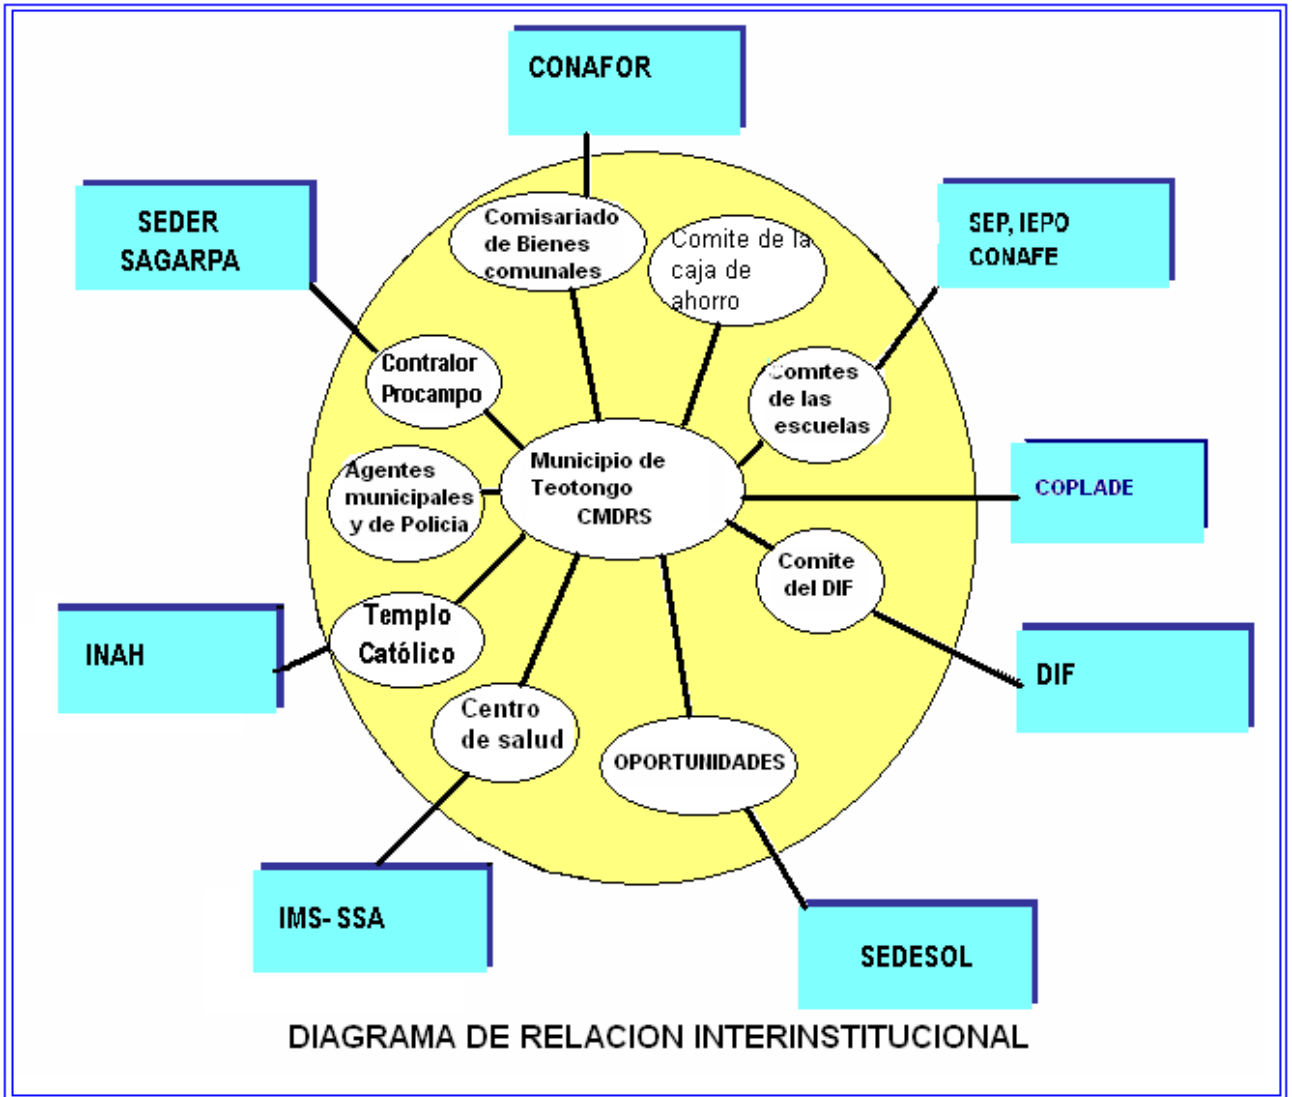 CONAFOR
SEDER
SAGARPA
SEP, IEPO
CONAFE
Comisariado
de Bienes
comunales
Comite de la
caja de
ahorro
Contralor
Procampo
Comites
de las
escuelas
Agentes
municipales
y de Policia
Municipio de
Teotongo
CMDRS
COPLADE
Comite
del DIF
Templo
Católico
INAH
DIF
Centro
de salud
OPORTUNIDADES
IMS- SSA
SEDESOL
DIAGRAMA DE RELACION INTERINSTITUCIONAL